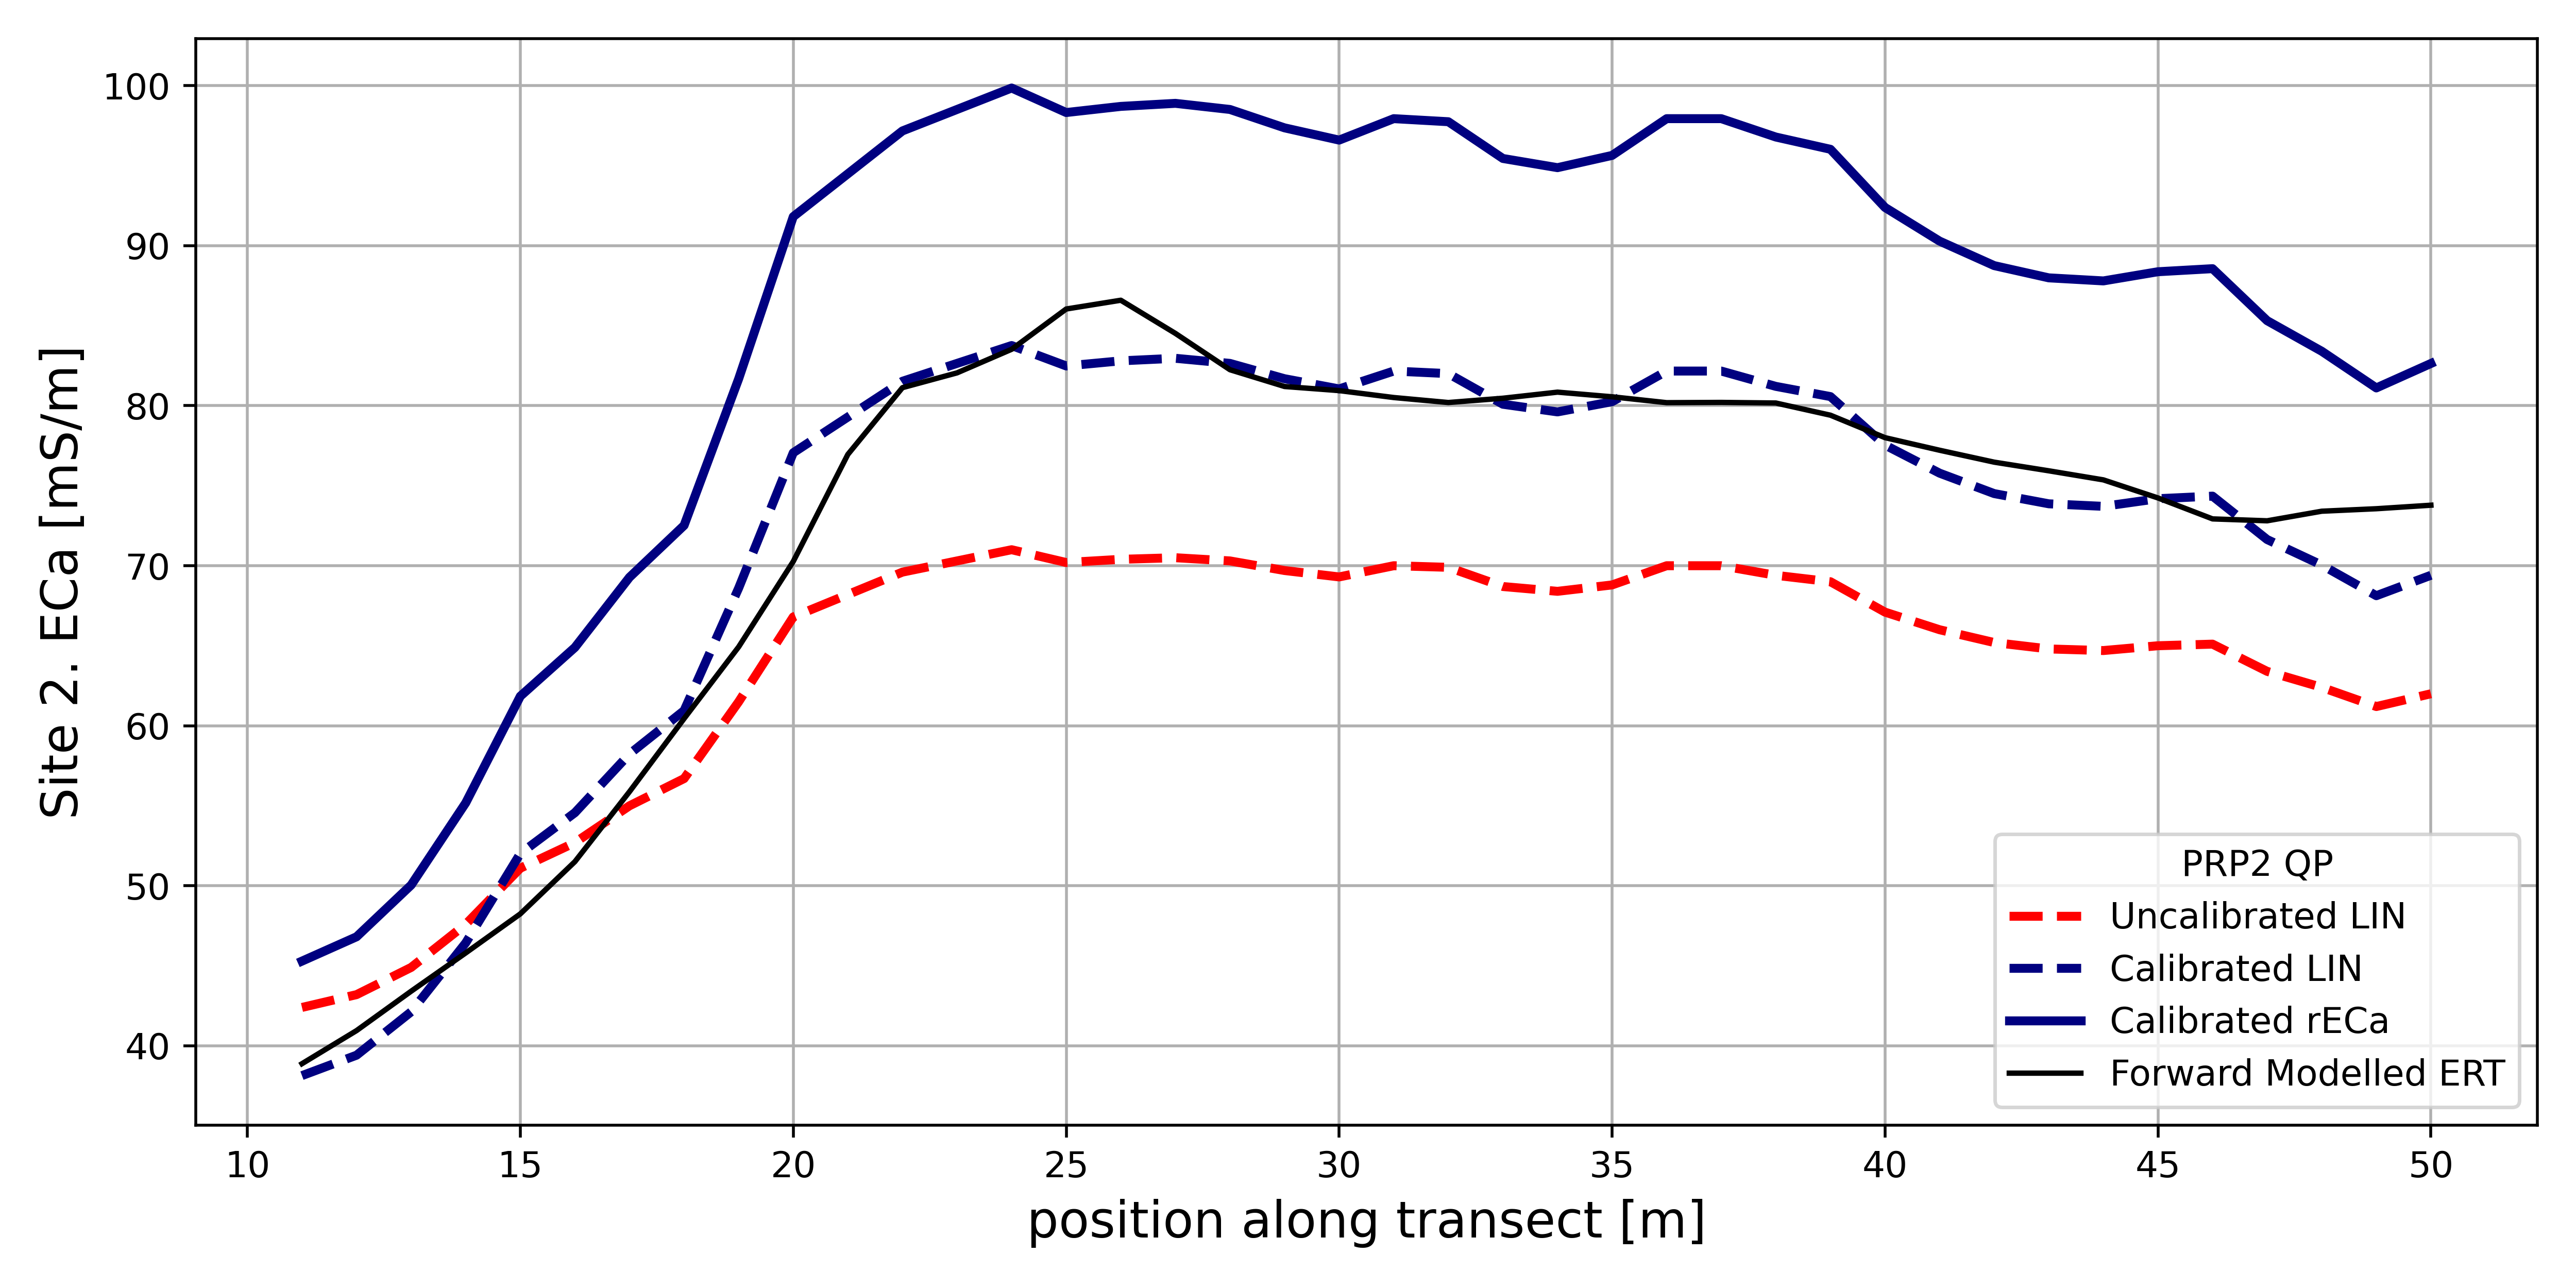 Site 2. ECa [mS/m]
100
90
80
70
60
50
40
10 15 20 25 30 35 40 45 50
position along transect [m]
PRP2 QP
Uncalibrated LIN
Calibrated LIN
Calibrated rECa
Forward Modelled ERT